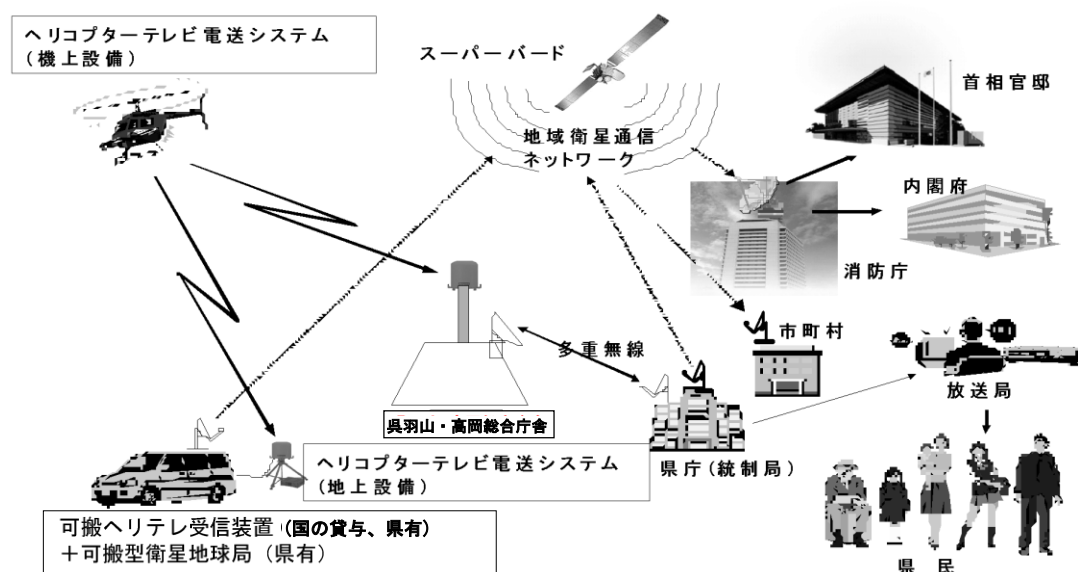 ヘリコプターテレビ電送システム
(機上設備)
スーパーバード
地域衛星通信
ネットワーク
首相官邸
内閣府
消防庁
市町村
多重無線
放送局
呉羽山・高岡総合庁舎
県庁(統制局)
ヘリコプターテレビ電送システム
(地上設備)
可搬ヘリテレ受信装置(国の貸与、県有)
+可搬型衛星地球局(県有)
県民